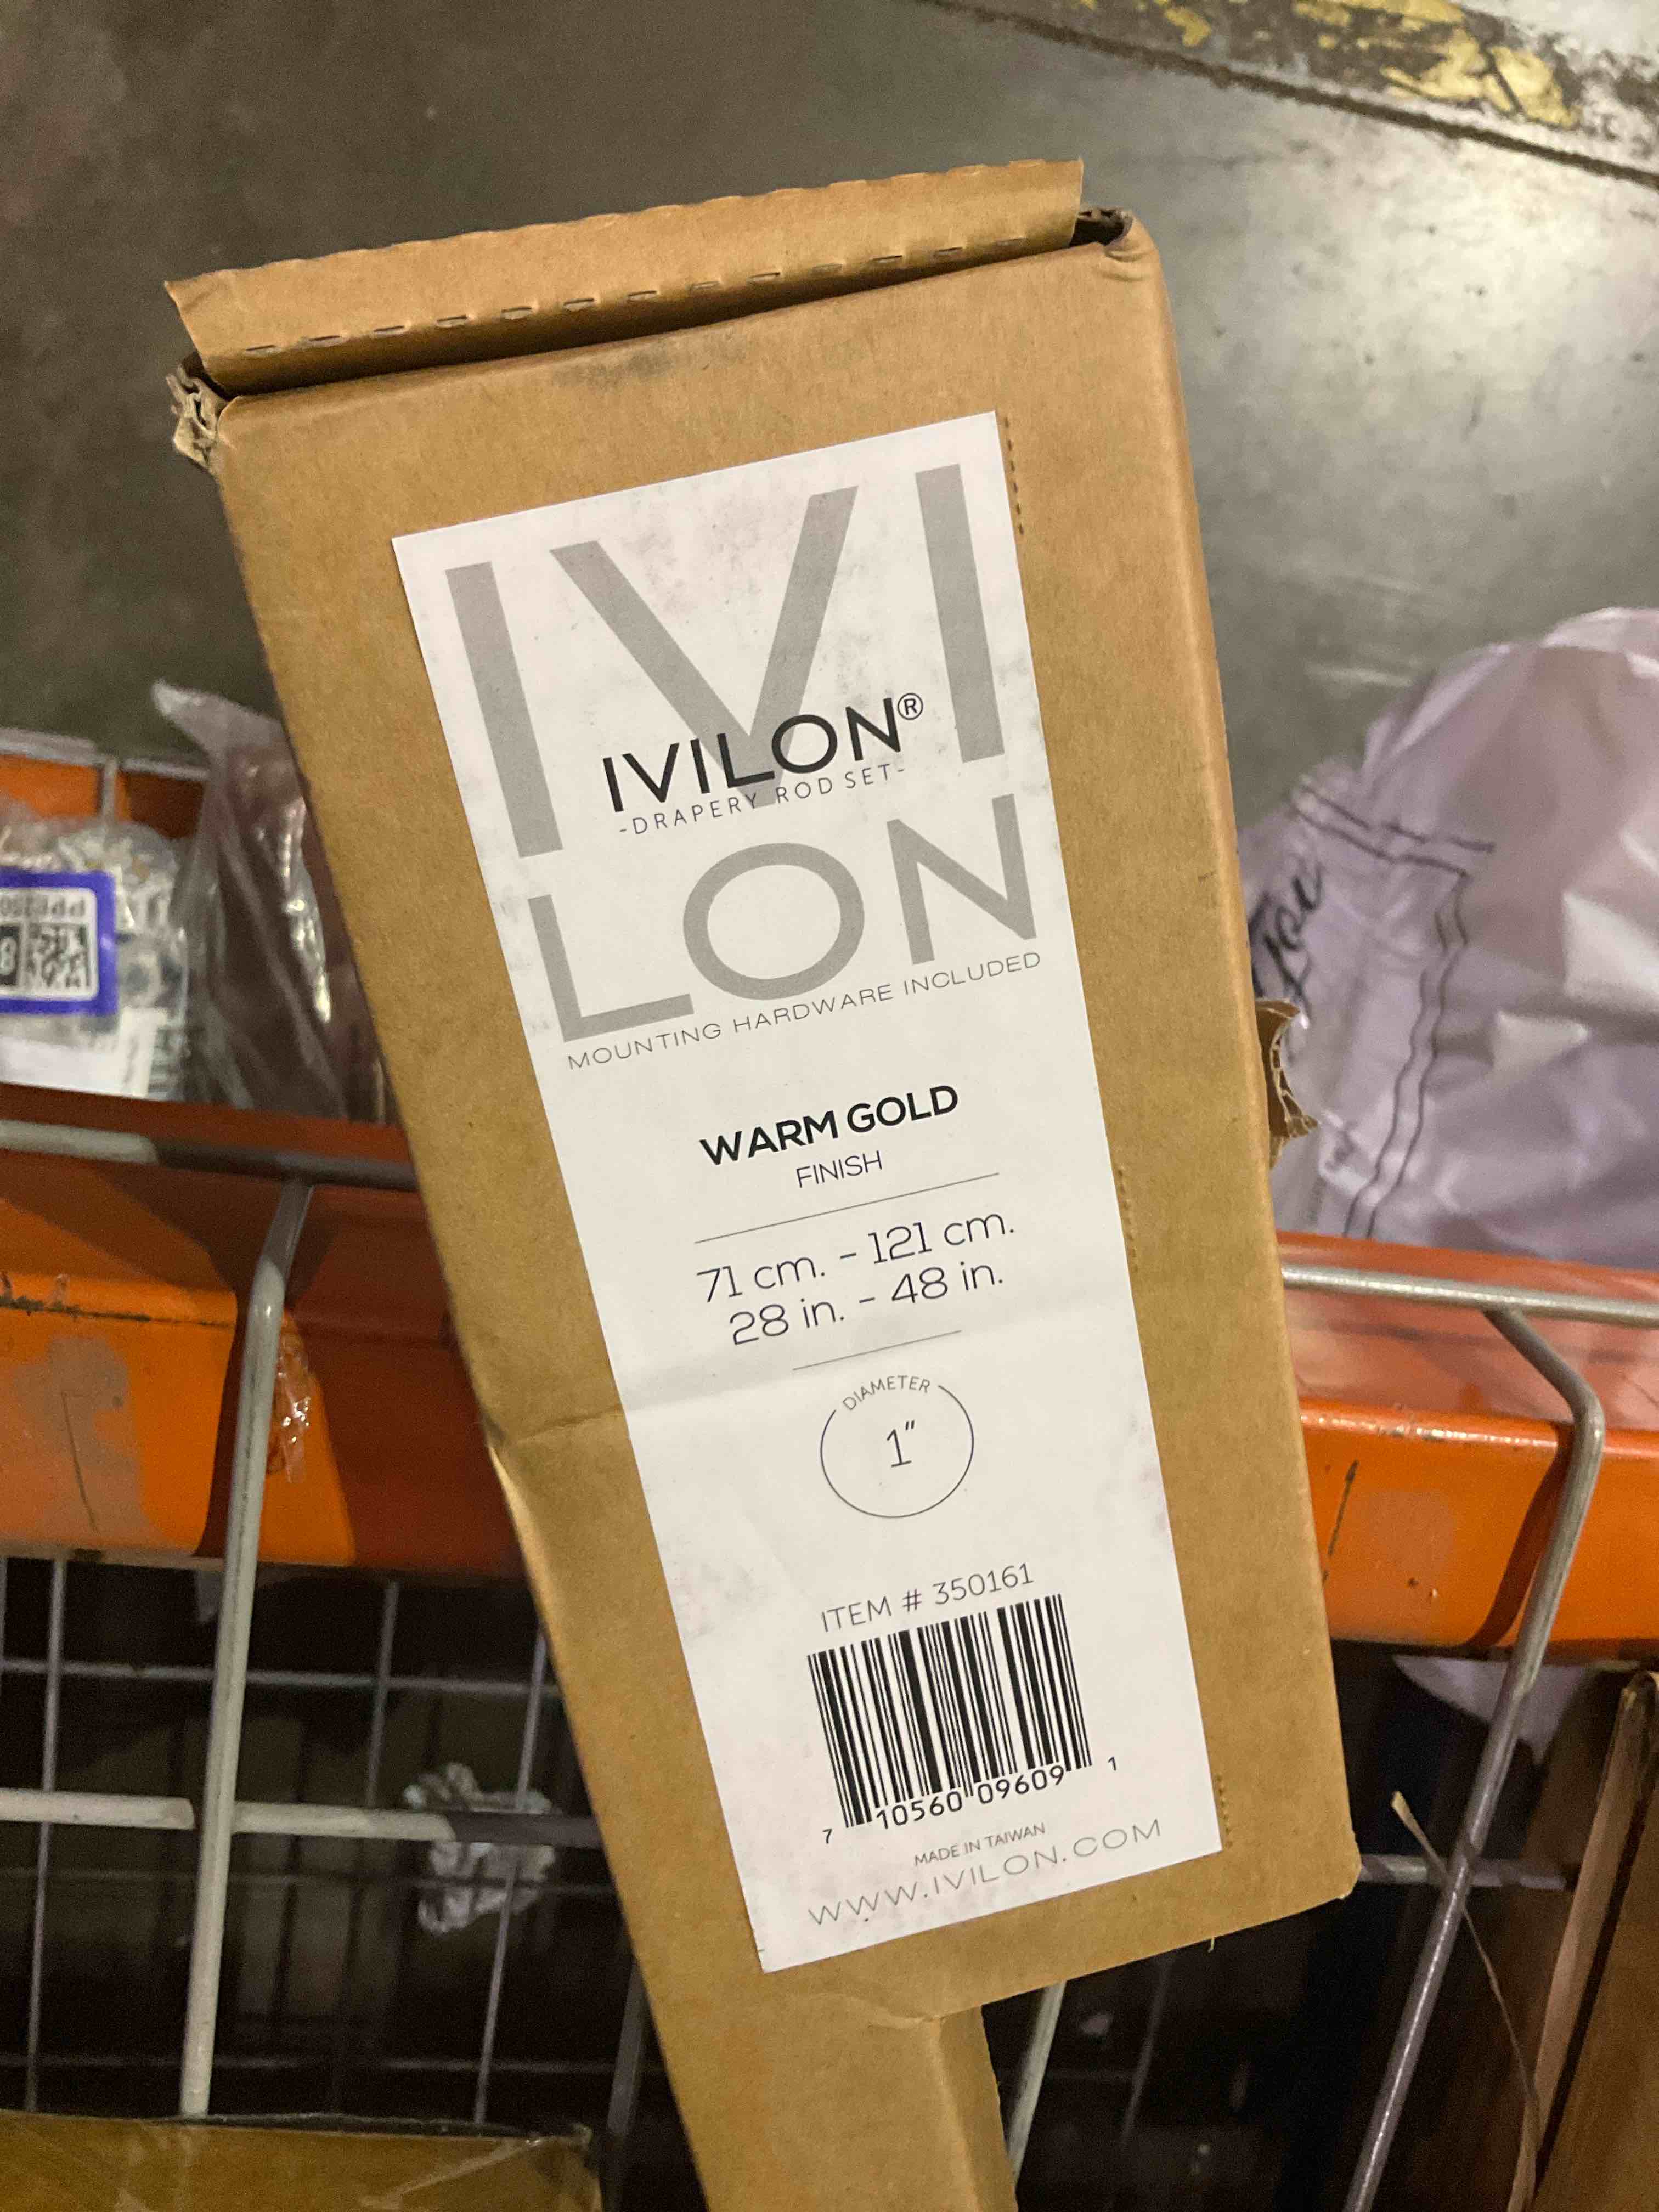 IVI
LON
IVILON®
-DRAPERY ROD SET-
MOUNTING HARDWARE INCLUDED
WARM GOLD
FINISH
71 cm. - 121 cm.
28 in. - 48 in.
DIAMETER
1"
ITEM # 350161
7 10560 09609 1
MADE IN TAIWAN
WWW.IVILON.COM